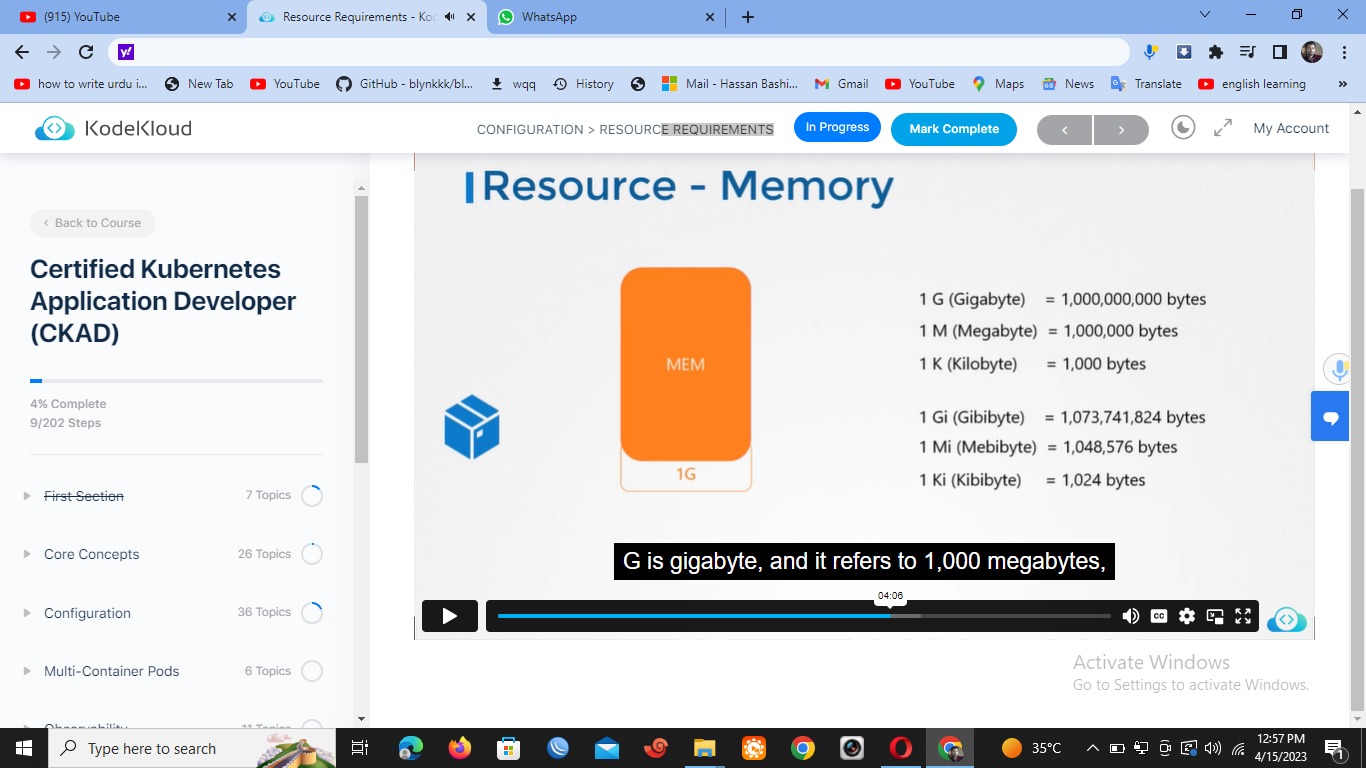 (915) YouTube
Resource Requirements - Ko
WhatsApp
y!
how to write urdu i...
New Tab
YouTube
GitHub - blynkkk/bl...
wqq
History
Mail - Hassan Bashi...
Gmail
YouTube
Maps
News
Translate
english learning
»
KodeKloud
CONFIGURATION > RESOURCE REQUIREMENTS
In Progress
Mark Complete
My Account
Back to Course
Certified Kubernetes
Application Developer
(CKAD)
4% Complete
9/202 Steps
First Section 7 Topics
Core Concepts 26 Topics
Configuration 36 Topics
Multi-Container Pods 6 Topics
Observability 11 Topics
Resource - Memory
MEM
1G
1 G (Gigabyte) = 1,000,000,000 bytes
1 M (Megabyte) = 1,000,000 bytes
1 K (Kilobyte) = 1,000 bytes
1 Gi (Gibibyte) = 1,073,741,824 bytes
1 Mi (Mebibyte) = 1,048,576 bytes
1 Ki (Kibibyte) = 1,024 bytes
G is gigabyte, and it refers to 1,000 megabytes,
04:06
CC
Activate Windows
Go to Settings to activate Windows.
Type here to search
35°C
12:57 PM
4/15/2023
1